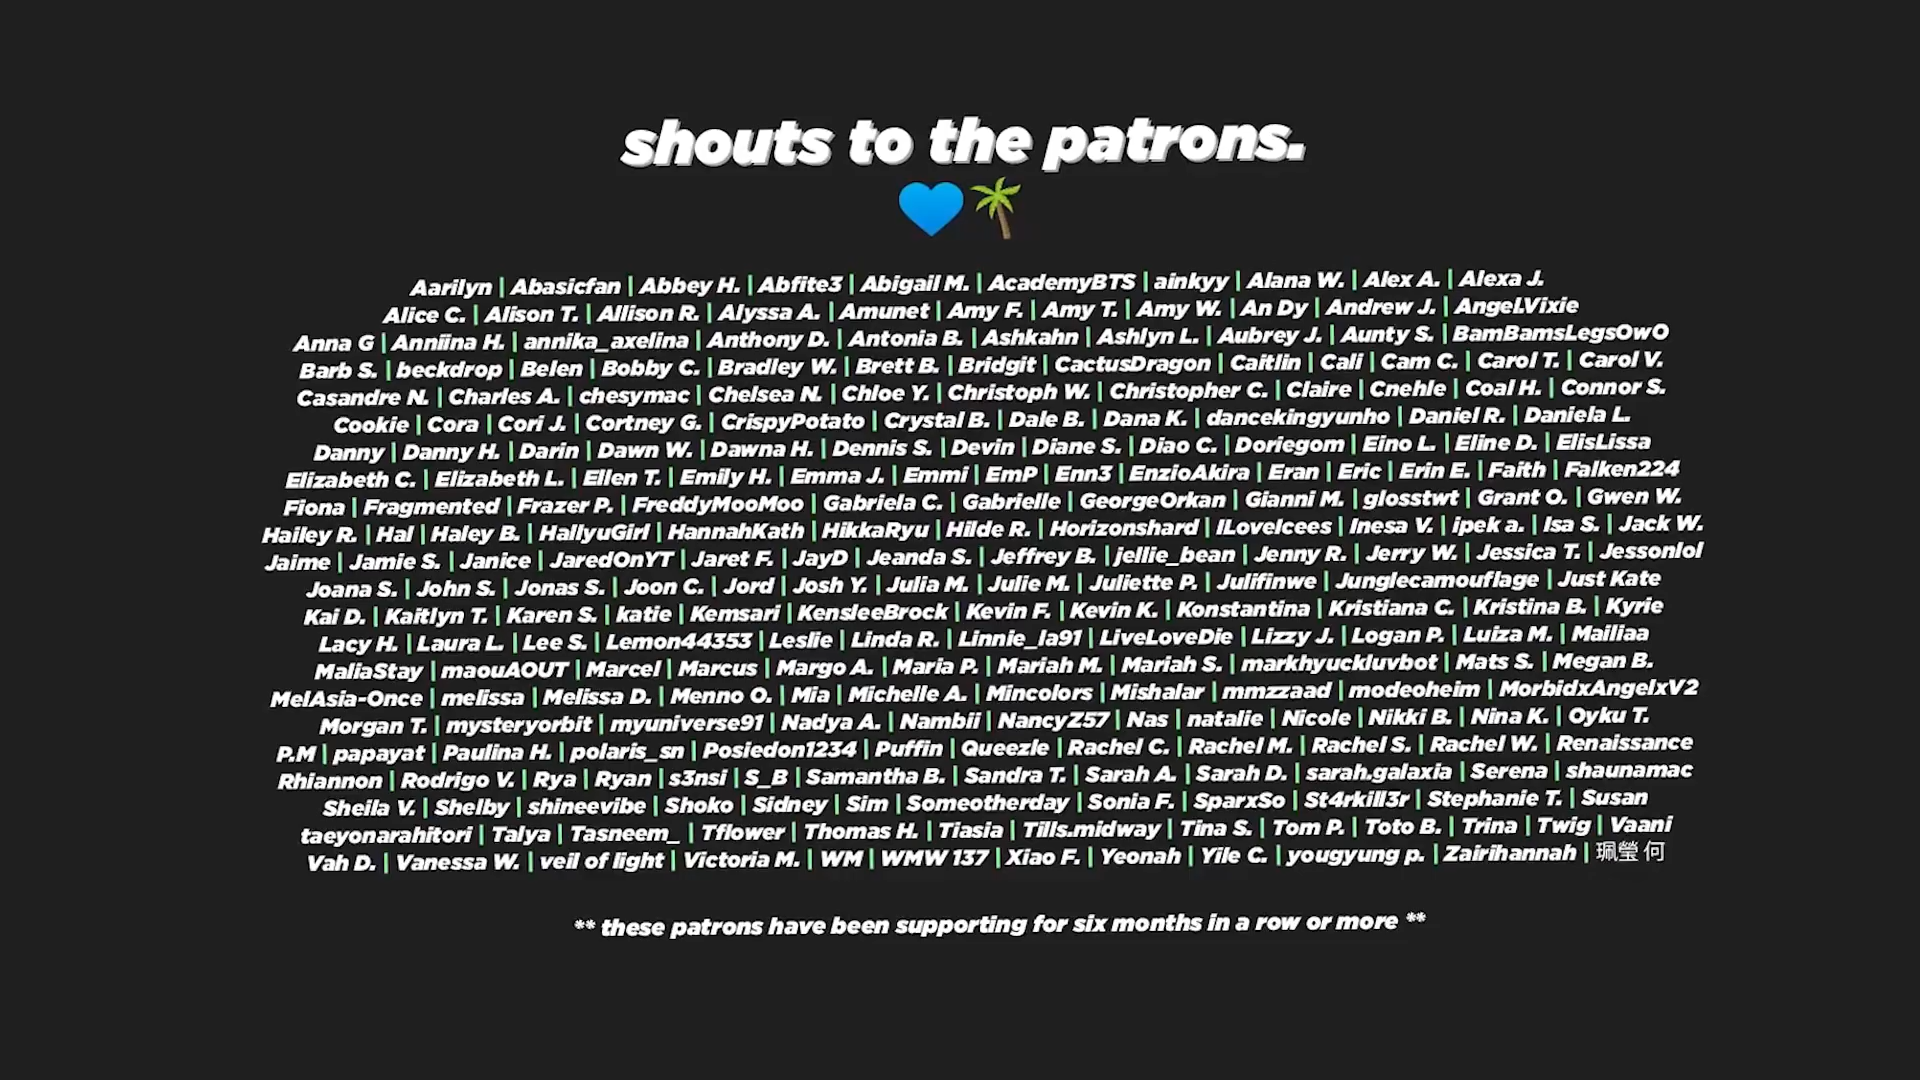 shouts to the patrons.
💙🌴
Aarilyn | Abasicfan | Abbey H. | Abfite3 | Abigail M. | AcademyBTS | ainkyy | Alana W. | Alex A. | Alexa J.
Alice C. | Alison T. | Allison R. | Alyssa A. | Amunet | Amy F. | Amy T. | Amy W. | An Dy | Andrew J. | Angel.Vixie
Anna G | Anniina H. | annika_axelina | Anthony D. | Antonia B. | Ashkahn | Ashlyn L. | Aubrey J. | Aunty S. | BamBamsLegsOwO
Barb S. | beckdrop | Belen | Bobby C. | Bradley W. | Brett B. | Bridgit | CactusDragon | Caitlin | Cali | Cam C. | Carol T. | Carol V.
Casandre N. | Charles A. | chesymac | Chelsea N. | Chloe Y. | Christoph W. | Christopher C. | Claire | Cnehle | Coal H. | Connor S.
Cookie | Cora | Cori J. | Cortney G. | CrispyPotato | Crystal B. | Dale B. | Dana K. | dancekingyunho | Daniel R. | Daniela L.
Danny | Danny H. | Darin | Dawn W. | Dawna H. | Dennis S. | Devin | Diane S. | Diao C. | Doriegom | Eino L. | Eline D. | ElisLissa
Elizabeth C. | Elizabeth L. | Ellen T. | Emily H. | Emma J. | Emmi | EmP | Enn3 | EnzioAkira | Eran | Eric | Erin E. | Faith | Falken224
Fiona | Fragmented | Frazer P. | FreddyMooMoo | Gabriela C. | Gabrielle | GeorgeOrkan | Gianni M. | glosstwt | Grant O. | Gwen W.
Hailey R. | Hal | Haley B. | HallyuGirl | HannahKath | HikkaRyu | Hilde R. | Horizonshard | ILoveIcees | Inesa V. | ipek a. | Isa S. | Jack W.
Jaime | Jamie S. | Janice | JaredOnYT | Jaret F. | JayD | Jeanda S. | Jeffrey B. | jellie_bean | Jenny R. | Jerry W. | Jessica T. | Jessonlol
Joana S. | John S. | Jonas S. | Joon C. | Jord | Josh Y. | Julia M. | Julie M. | Juliette P. | Julifinwe | Junglecamouflage | Just Kate
Kai D. | Kaitlyn T. | Karen S. | katie | Kemsari | KensleeBrock | Kevin F. | Kevin K. | Konstantina | Kristiana C. | Kristina B. | Kyrie
Lacy H. | Laura L. | Lee S. | Lemon44353 | Leslie | Linda R. | Linnie_la91 | LiveLoveDie | Lizzy J. | Logan P. | Luiza M. | Mailiaa
MaliaStay | maouAOUT | Marcel | Marcus | Margo A. | Maria P. | Mariah M. | Mariah S. | markhyuckluvbot | Mats S. | Megan B.
MelAsia-Once | melissa | Melissa D. | Menno O. | Mia | Michelle A. | Mincolors | Mishalar | mmzzaad | modeoheim | MorbidxAngelxV2
Morgan T. | mysteryorbit | myuniverse91 | Nadya A. | Nambii | NancyZ57 | Nas | natalie | Nicole | Nikki B. | Nina K. | Oyku T.
P.M | papayat | Paulina H. | polaris_sn | Posiedon1234 | Puffin | Queezle | Rachel C. | Rachel M. | Rachel S. | Rachel W. | Renaissance
Rhiannon | Rodrigo V. | Rya | Ryan | s3nsi | S_B | Samantha B. | Sandra T. | Sarah A. | Sarah D. | sarah.galaxia | Serena | shaunamac
Sheila V. | Shelby | shineevibe | Shoko | Sidney | Sim | Someotherday | Sonia F. | SparxSo | St4rkill3r | Stephanie T. | Susan
taeyonarahitori | Talya | Tasneem_ | Tflower | Thomas H. | Tiasia | Tills.midway | Tina S. | Tom P. | Toto B. | Trina | Twig | Vaani
Vah D. | Vanessa W. | veil of light | Victoria M. | WM | WMW 137 | Xiao F. | Yeonah | Yile C. | yougyung p. | Zairihannah | 珮瑩 何
** these patrons have been supporting for six months in a row or more **